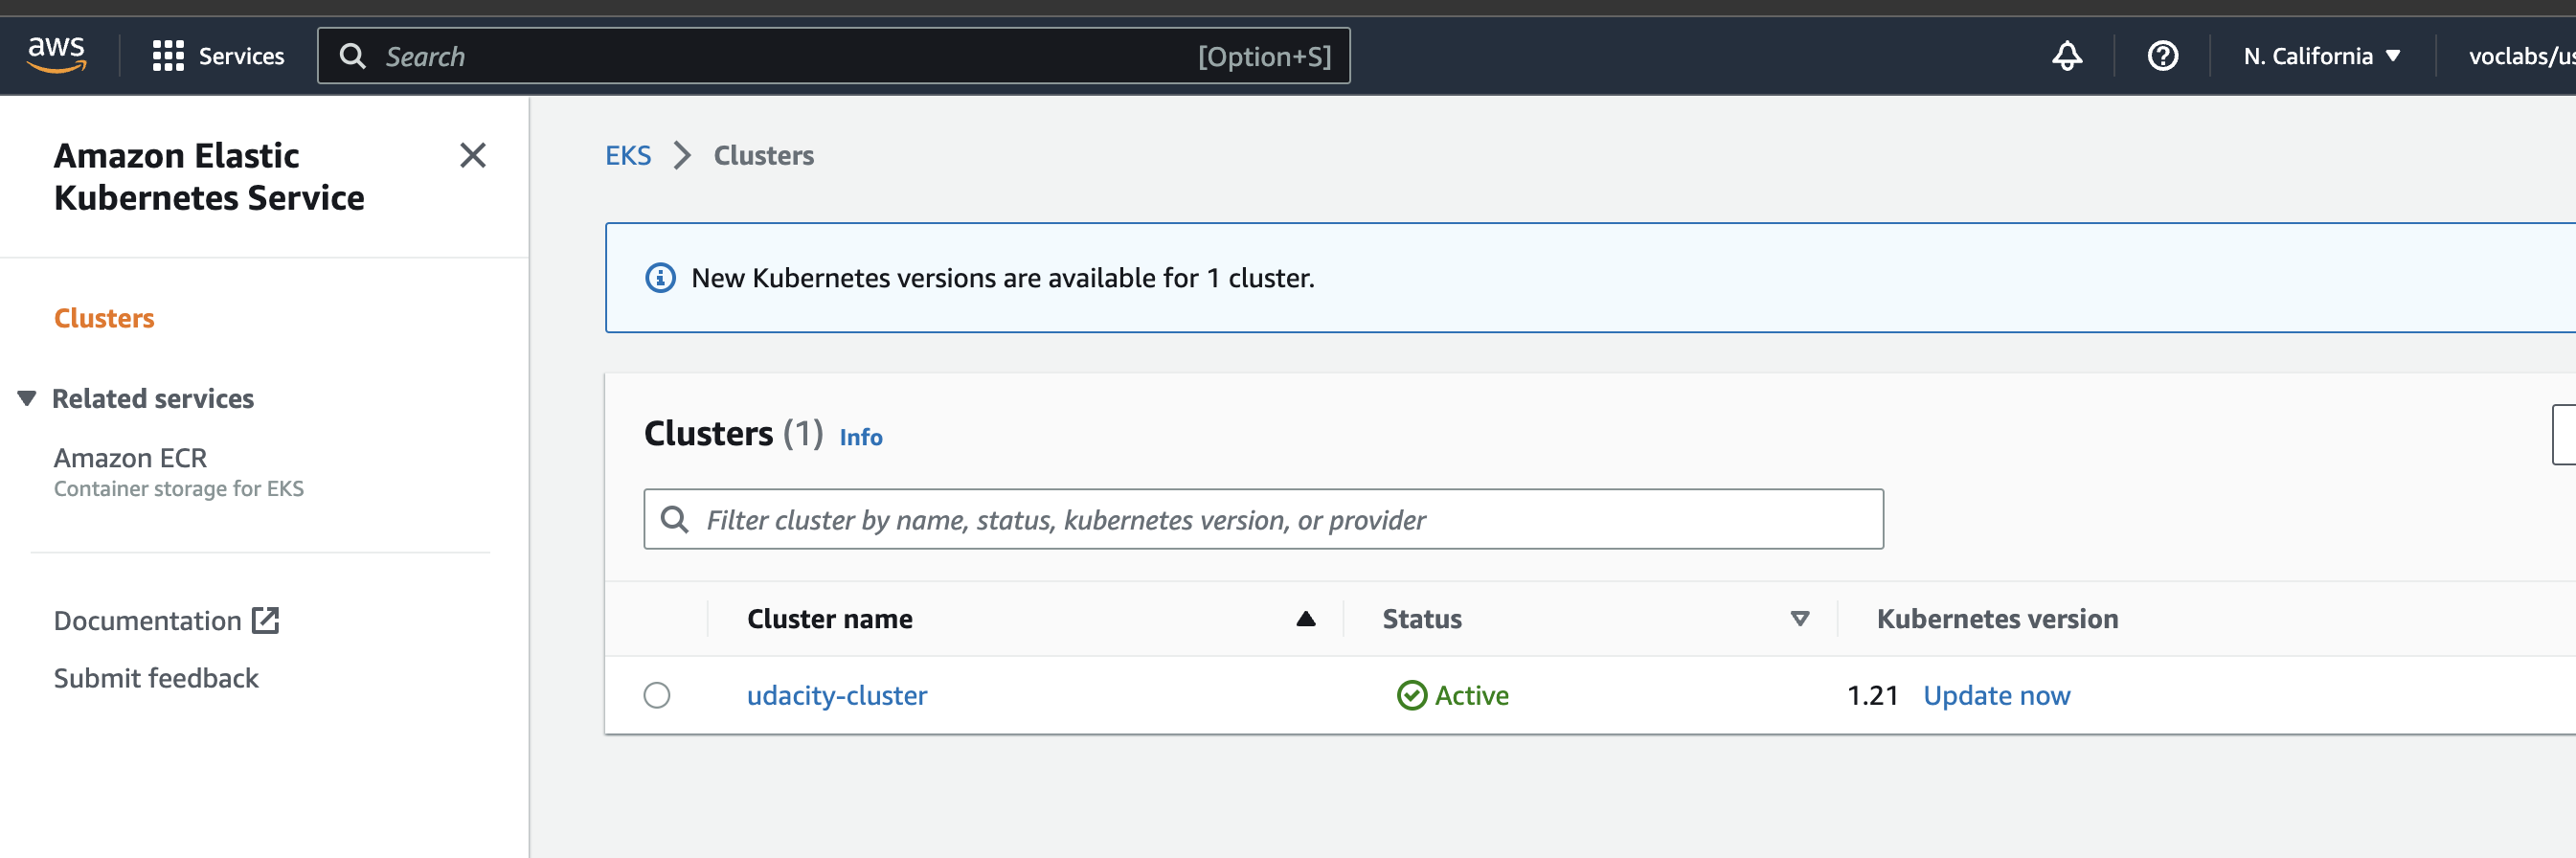 aws
Services
Search [Option+S]
N. California
voclabs/us
Amazon Elastic
Kubernetes Service
Clusters
Related services
Amazon ECR
Container storage for EKS
Documentation
Submit feedback
EKS Clusters
New Kubernetes versions are available for 1 cluster.
Clusters (1) Info
Filter cluster by name, status, kubernetes version, or provider
Cluster name Status Kubernetes version
udacity-cluster Active 1.21 Update now